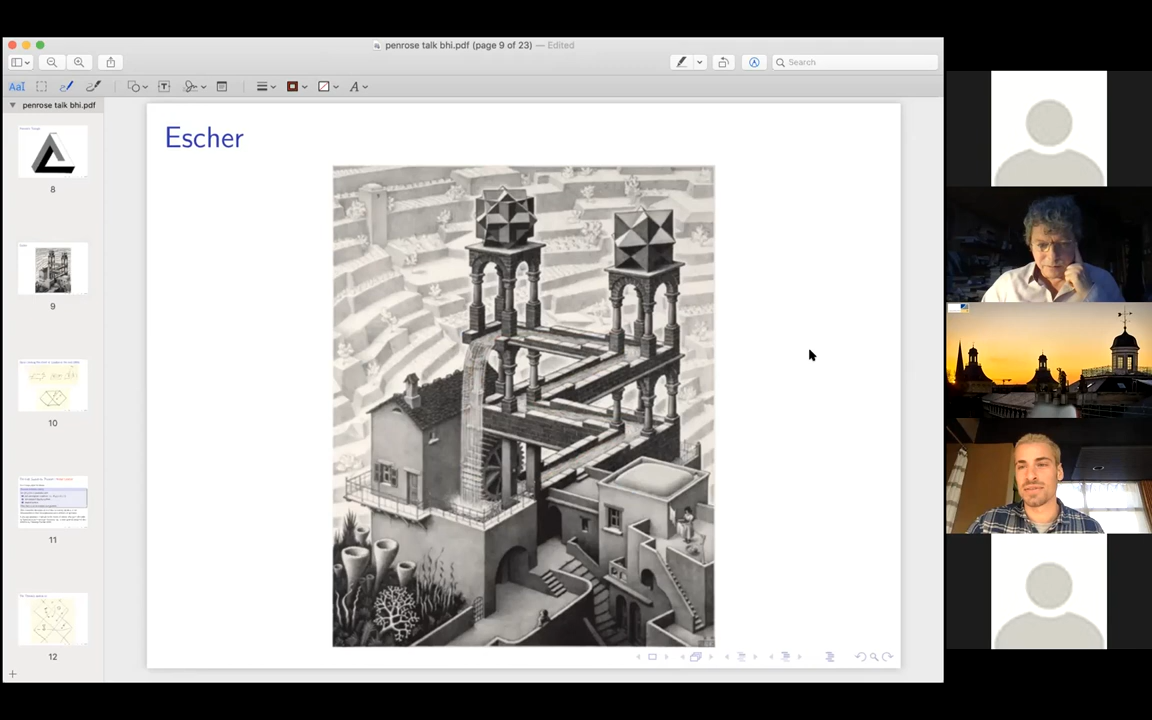 penrose talk bhi.pdf (page 9 of 23) — Edited
Search
AaI
T
A
penrose talk bhi.pdf
Escher
8
9
10
11
12